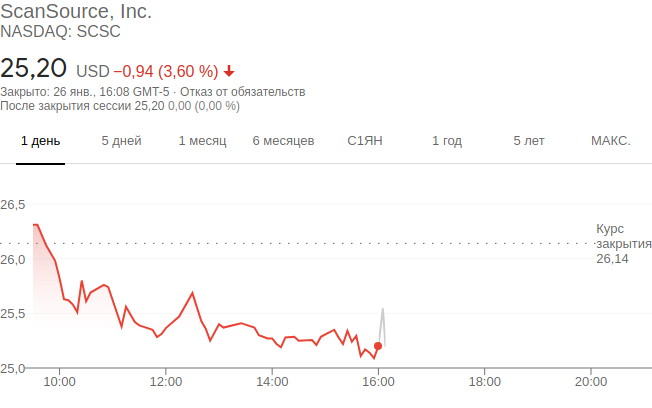 ScanSource, Inc.
NASDAQ: SCSC
25,20 USD −0,94 (3,60 %)
Закрыто: 26 янв., 16:08 GMT-5 · Отказ от обязательств
После закрытия сессии 25,20 0,00 (0,00 %)
1 день 5 дней 1 месяц 6 месяцев С1ЯН 1 год 5 лет МАКС.
26,5
Курс
закрытия
26,14
26,0
25,5
25,0
10:00 12:00 14:00 16:00 18:00 20:00